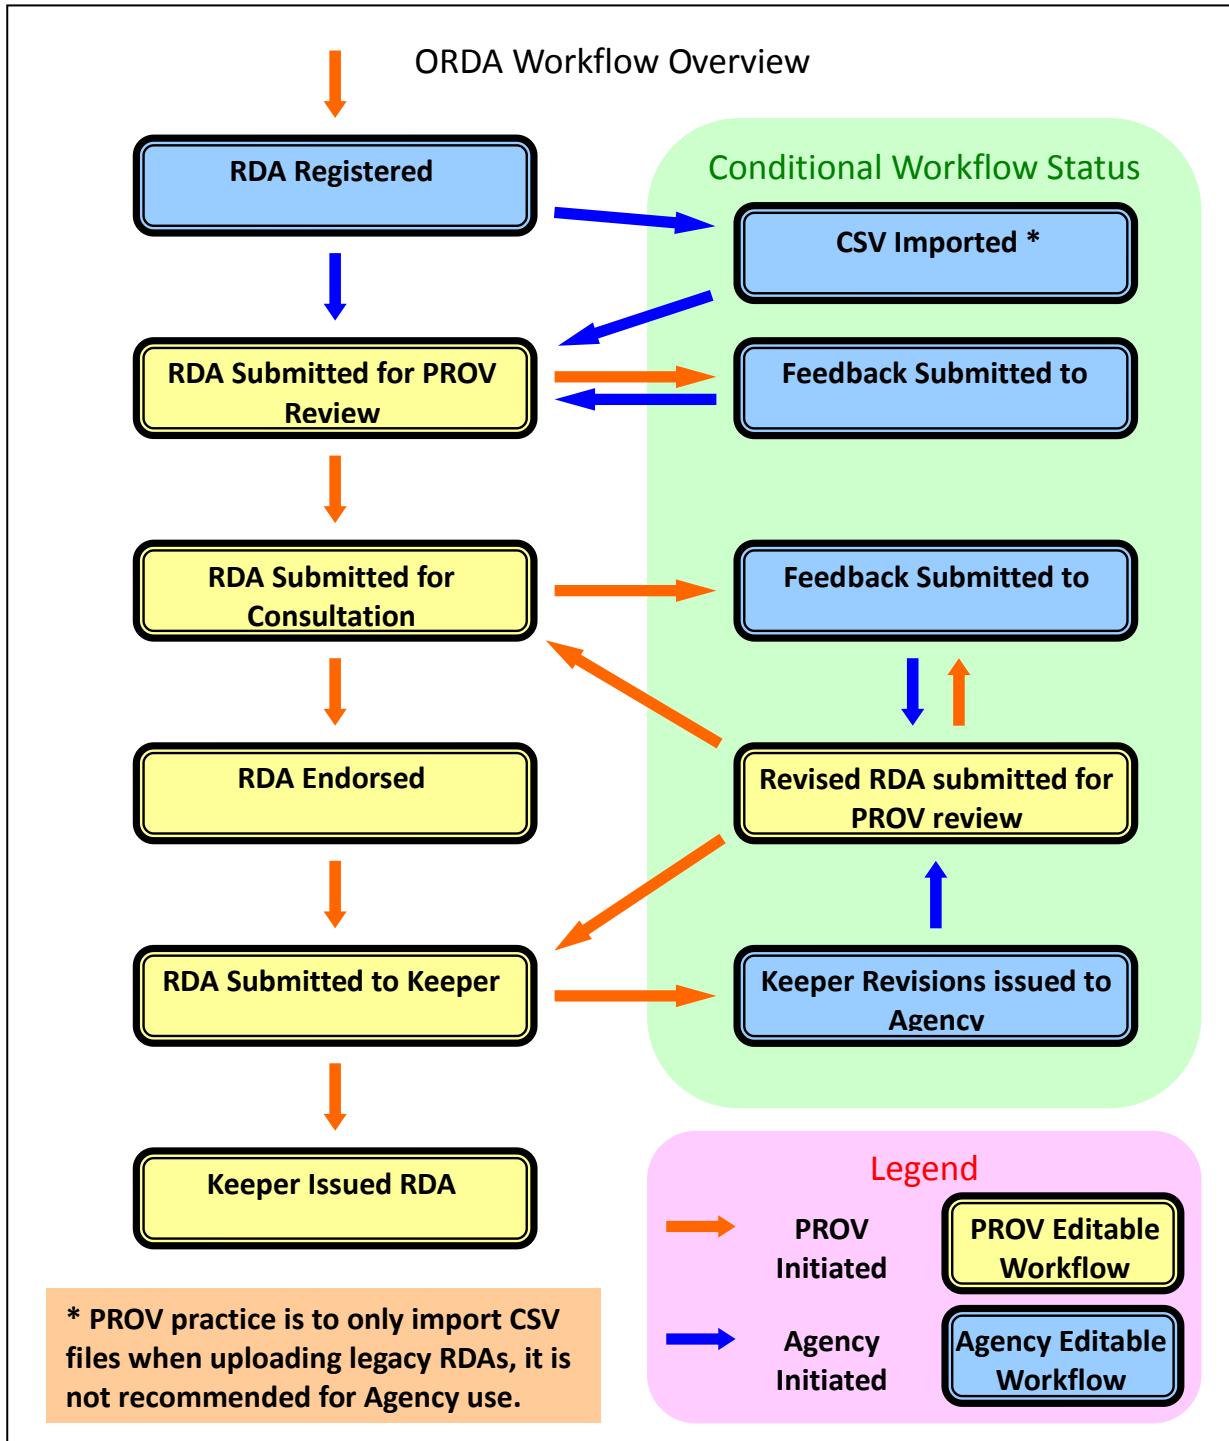 ORDA Workflow Overview
RDA Registered
Conditional Workflow Status
CSV Imported *
RDA Submitted for PROV
Review
Feedback Submitted to
RDA Submitted for
Consultation
Feedback Submitted to
RDA Endorsed
Revised RDA submitted for
PROV review
RDA Submitted to Keeper
Keeper Revisions issued to
Agency
Keeper Issued RDA
Legend
PROV
Initiated
PROV Editable
Workflow
Agency
Initiated
Agency Editable
Workflow
* PROV practice is to only import CSV
files when uploading legacy RDAs, it is
not recommended for Agency use.